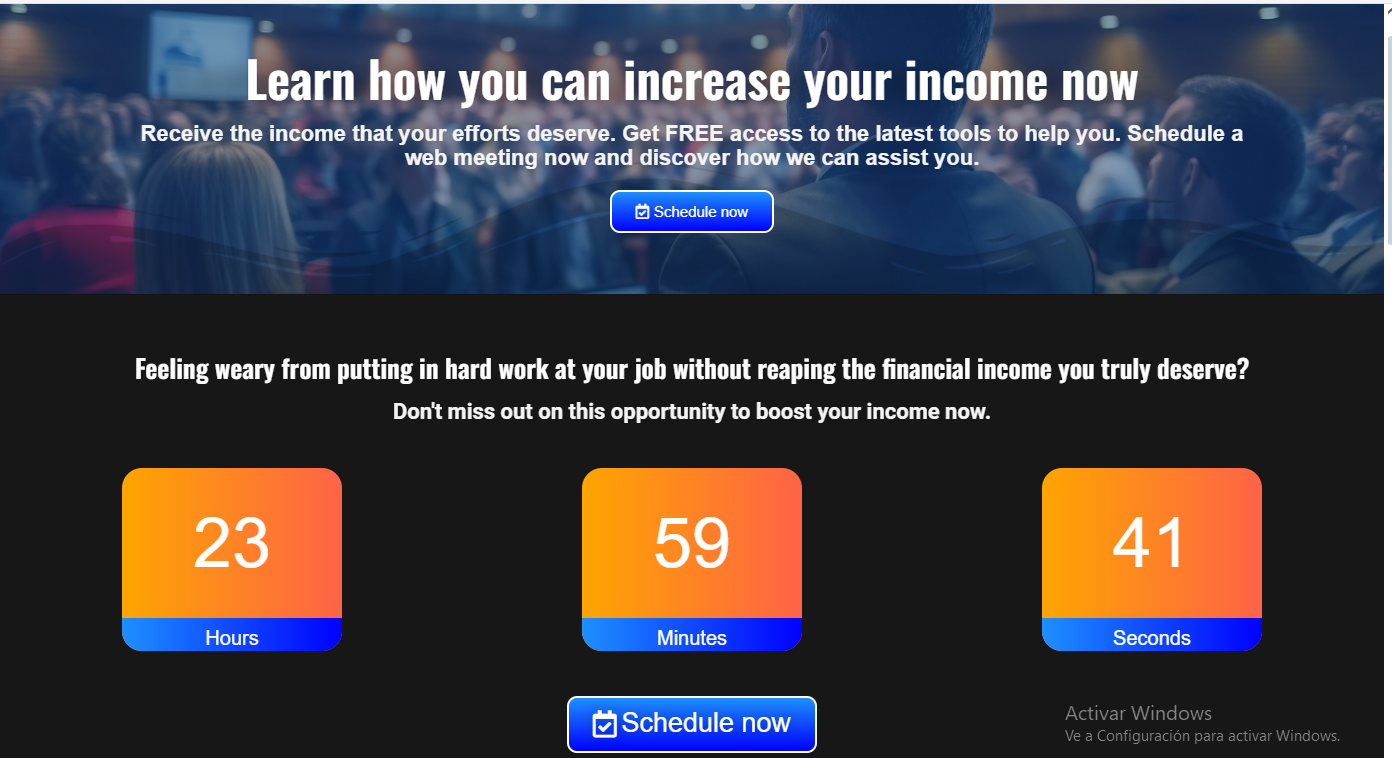 Learn how you can increase your income now
Receive the income that your efforts deserve. Get FREE access to the latest tools to help you. Schedule a
web meeting now and discover how we can assist you.
Schedule now
Feeling weary from putting in hard work at your job without reaping the financial income you truly deserve?
Don't miss out on this opportunity to boost your income now.
23
59
41
Hours
Minutes
Seconds
Schedule now
Activar Windows
Ve a Configuración para activar Windows.